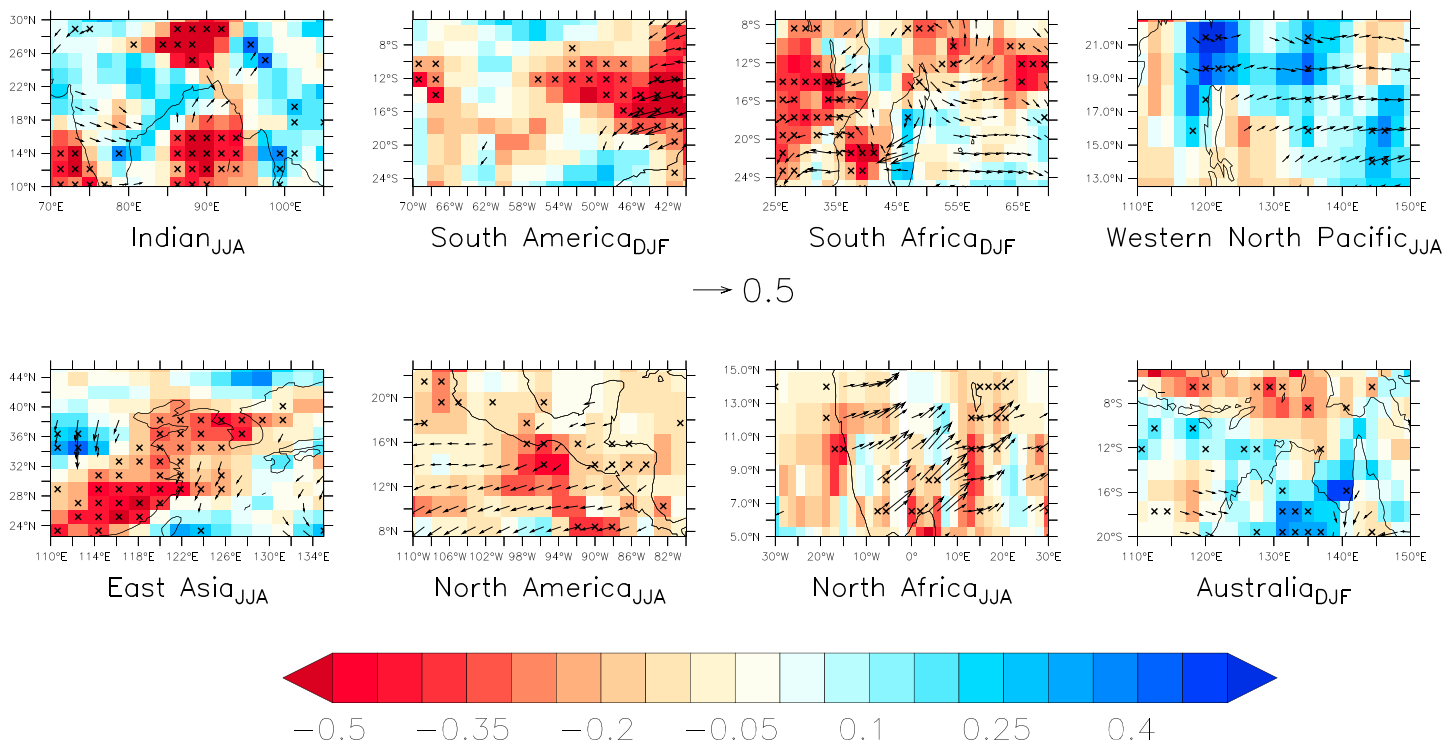 30°N
26°N
22°N
18°N
14°N
10°N
70°E 80°E 90°E 100°E
Indian JJA
8°S
12°S
16°S
20°S
24°S
70°W 66°W 62°W 58°W 54°W 50°W 46°W 42°W
South America DJF
8°S
12°S
16°S
20°S
24°S
25°E 35°E 45°E 55°E 65°E
South Africa DJF
21.0°N
19.0°N
17.0°N
15.0°N
13.0°N
110°E 120°E 130°E 140°E 150°E
Western North Pacific JJA
0.5
44°N
40°N
36°N
32°N
28°N
24°N
110°E 114°E 118°E 122°E 126°E 130°E 134°E
East Asia JJA
20°N
16°N
12°N
8°N
110°W 106°W 102°W 98°W 94°W 90°W 86°W 82°W
North America JJA
15.0°N
13.0°N
11.0°N
9.0°N
7.0°N
5.0°N
30°W 20°W 10°W 0° 10°E 20°E 30°E
North Africa JJA
8°S
12°S
16°S
20°S
110°E 120°E 130°E 140°E 150°E
Australia DJF
−0.5 −0.35 −0.2 −0.05 0.1 0.25 0.4